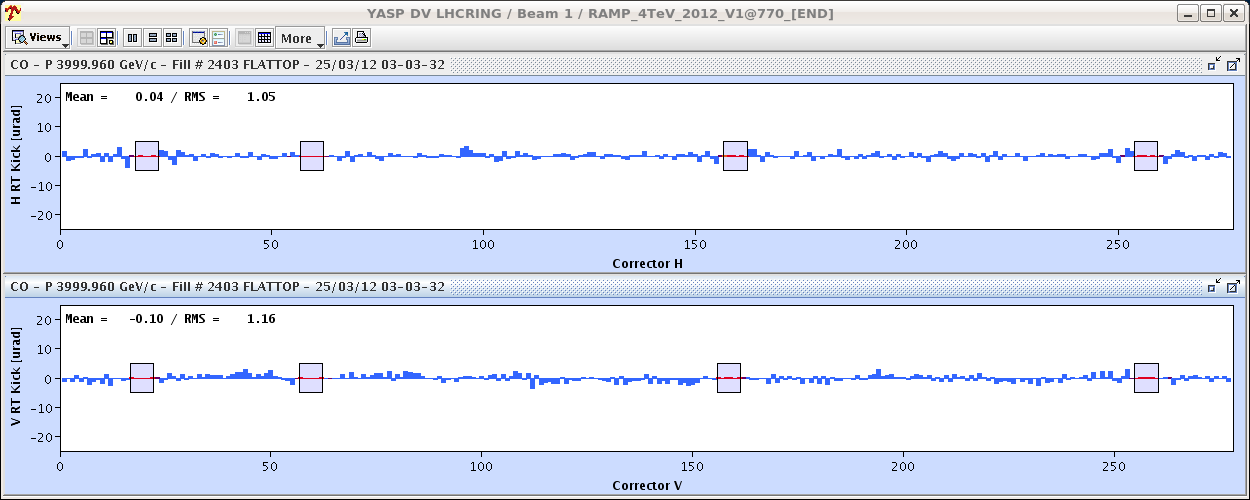 YASP DV LHCRING / Beam 1 / RAMP_4TeV_2012_V1@770_[END]
Views More
CO - P 3999.960 GeV/c - Fill # 2403 FLATTOP - 25/03/12 03-03-32
Mean = 0.04 / RMS = 1.05
H RT Kick [urad]
20
10
0
-10
-20
0 50 100 150 200 250
Corrector H
CO - P 3999.960 GeV/c - Fill # 2403 FLATTOP - 25/03/12 03-03-32
Mean = -0.10 / RMS = 1.16
V RT Kick [urad]
20
10
0
-10
-20
0 50 100 150 200 250
Corrector V